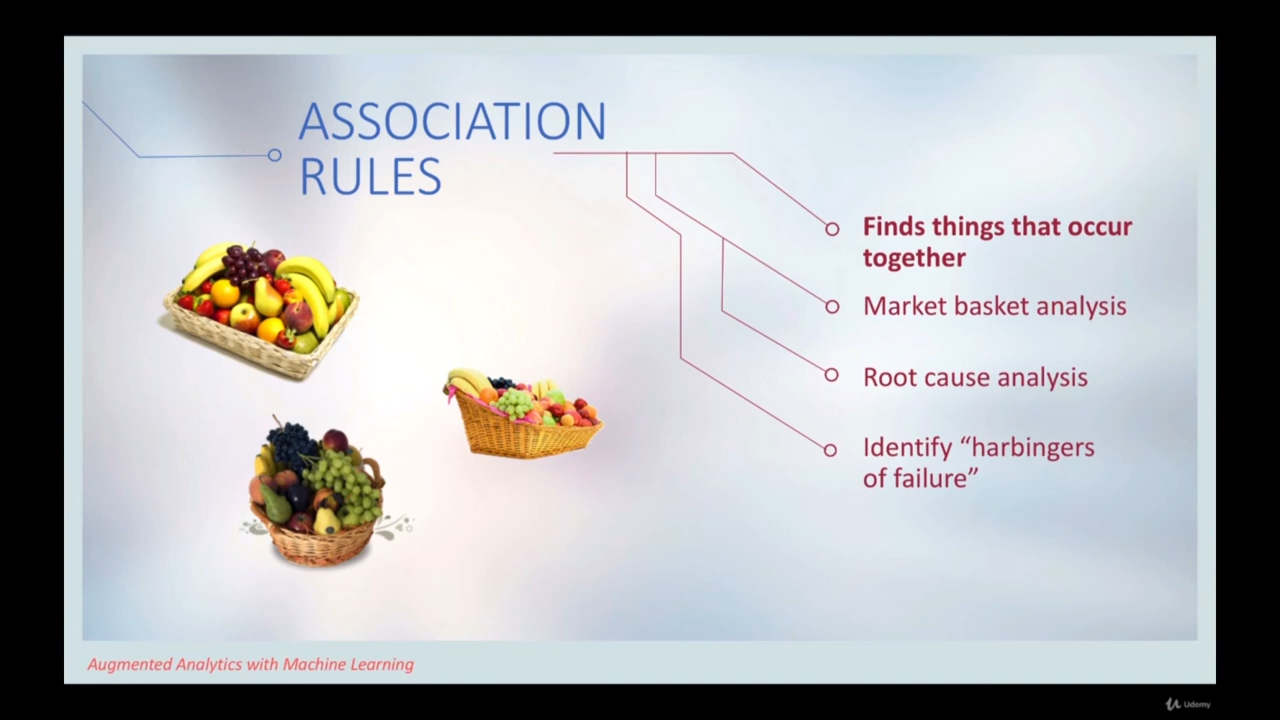 ASSOCIATION
RULES
Finds things that occur
together
Market basket analysis
Root cause analysis
Identify “harbingers
of failure”
Augmented Analytics with Machine Learning
Udemy